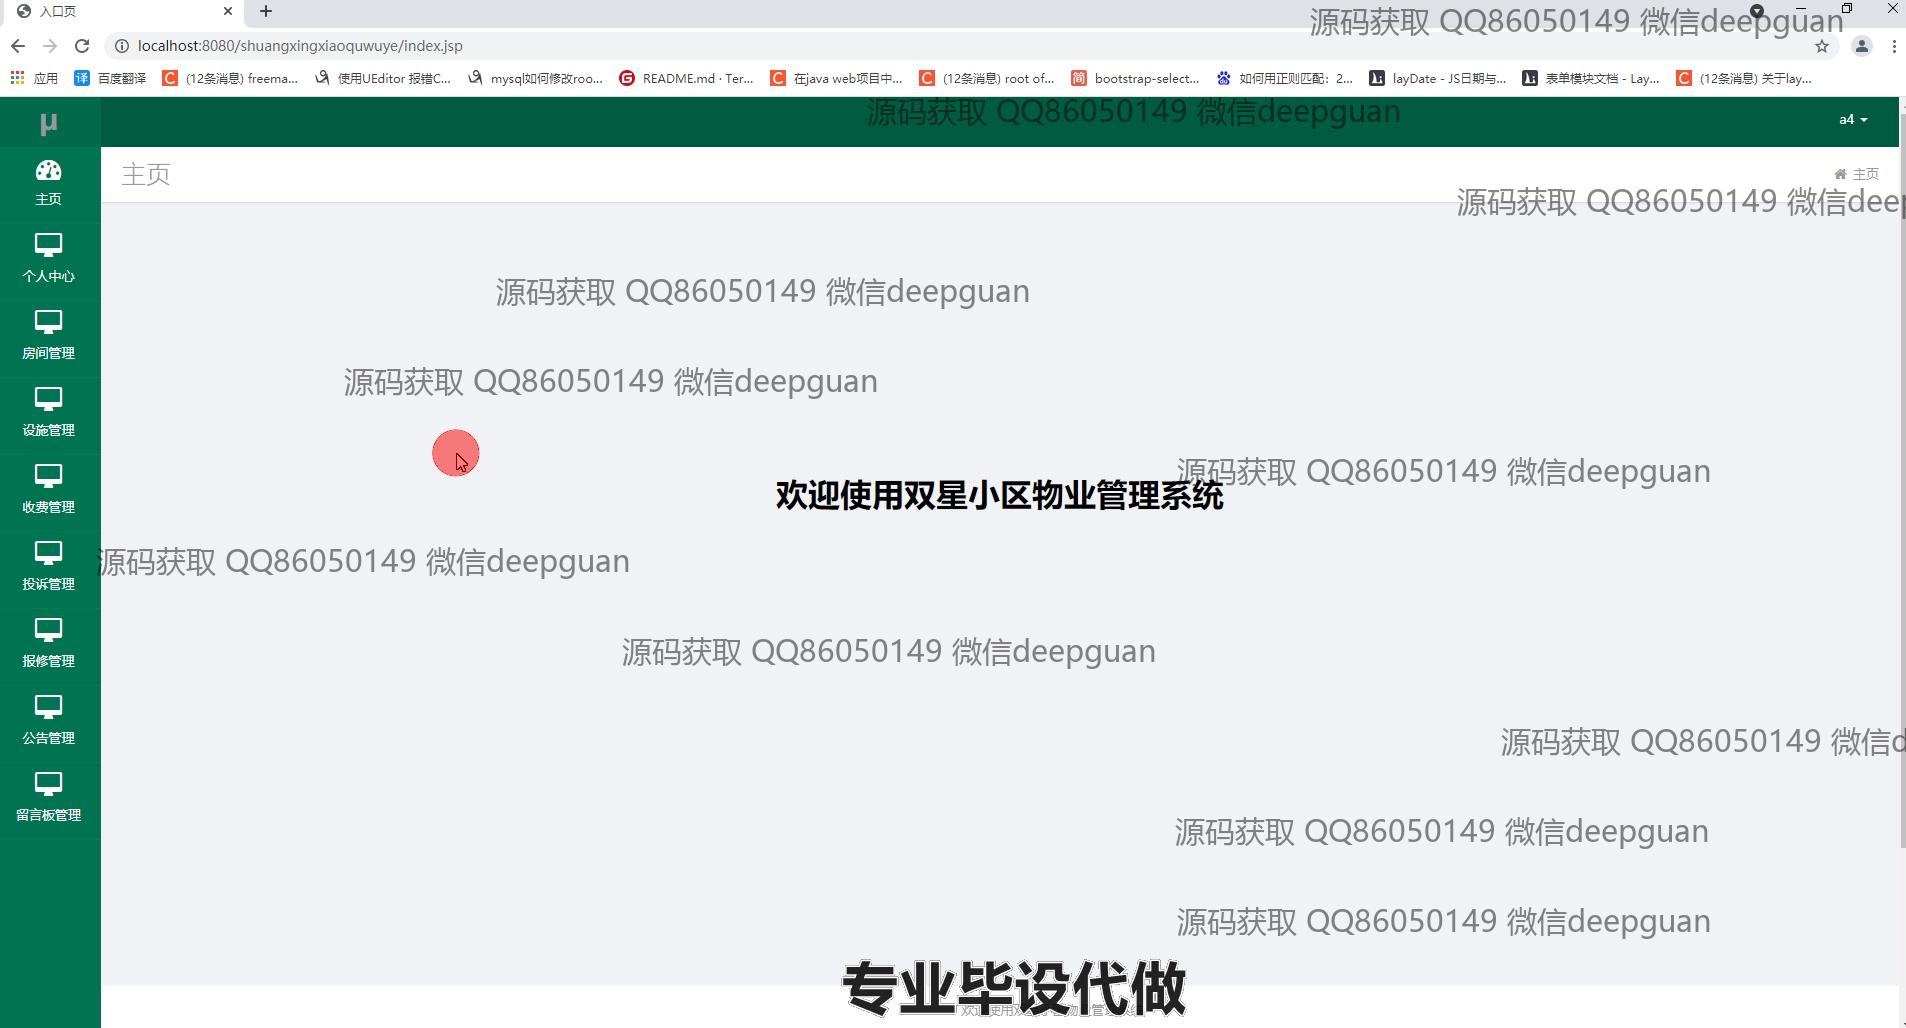 入口页
源码获取 QQ86050149 微信deepguan
localhost:8080/shuangxingxiaoquwuye/index.jsp
应用 百度翻译 (12条消息) freema... 使用UEditor 报错C... mysql如何修改roo... README.md · Ter... 在java web项目中... (12条消息) root of... bootstrap-select... 如何用正则匹配：2... layDate - JS日期与... 表单模块文档 - Lay... (12条消息) 关于lay...
μ
源码获取 QQ86050149 微信deepguan
a4
主页
主页
主页
源码获取 QQ86050149 微信deep
个人中心
源码获取 QQ86050149 微信deepguan
房间管理
源码获取 QQ86050149 微信deepguan
设施管理
源码获取 QQ86050149 微信deepguan
欢迎使用双星小区物业管理系统
收费管理
源码获取 QQ86050149 微信deepguan
投诉管理
源码获取 QQ86050149 微信deepguan
报修管理
公告管理
源码获取 QQ86050149 微信d
留言板管理
源码获取 QQ86050149 微信deepguan
源码获取 QQ86050149 微信deepguan
专业毕设代做